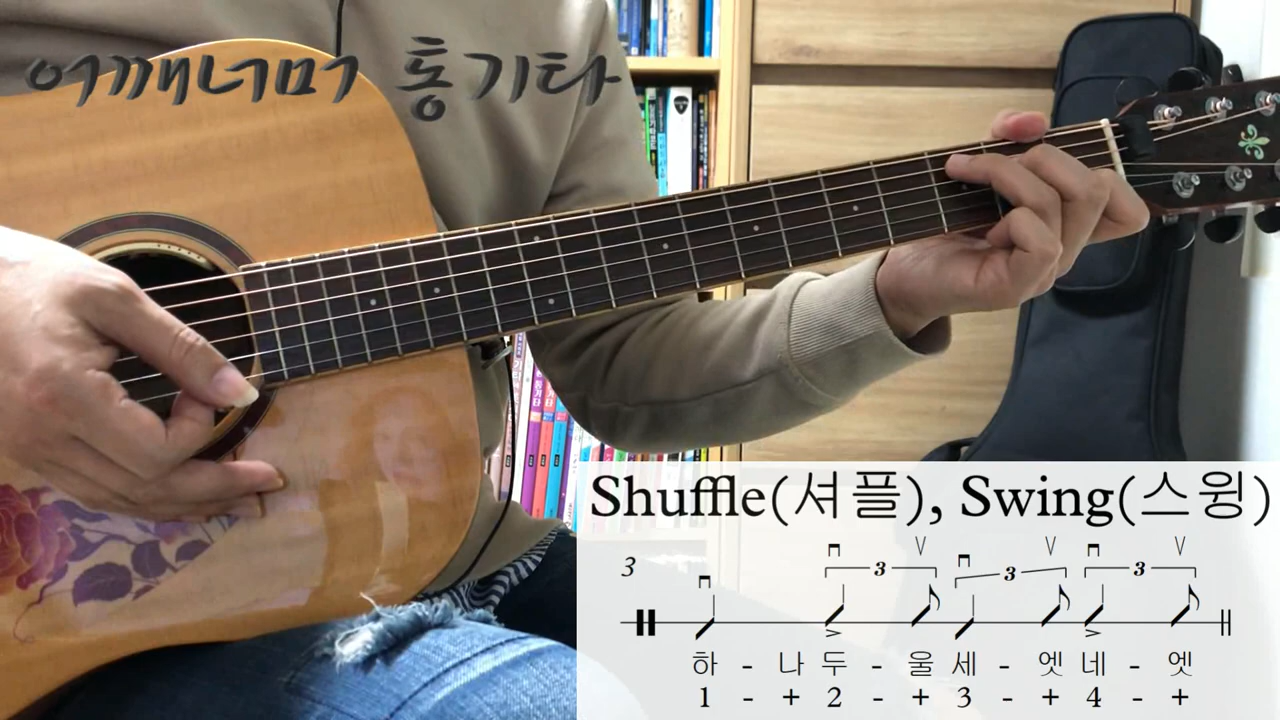 어깨너머 통기타
Shuffle(셔플), Swing(스윙)
3
3 3 3
하 - 나 두 - 울 세 - 엣 네 - 엣
1 - + 2 - + 3 - + 4 - +